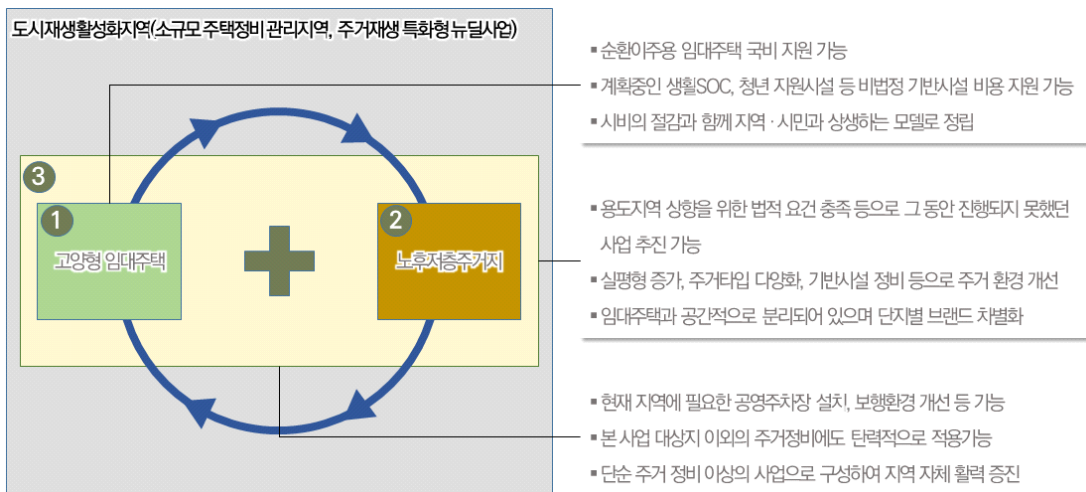 도시재생활성화지역(소규모 주택정비 관리지역, 주거재생 특화형 뉴딜사업)
3
1
고양형 임대주택
2
노후저층주거지
▪ 순환이주용 임대주택 국비 지원 가능
▪ 계획중인 생활SOC, 청년 지원시설 등 비법정 기반시설 비용 지원 가능
▪ 시비의 절감과 함께 지역 · 시민과 상생하는 모델로 정립
▪ 용도지역 상향을 위한 법적 요건 충족 등으로 그 동안 진행되지 못했던
사업 추진 가능
▪ 실평형 증가, 주거타입 다양화, 기반시설 정비 등으로 주거 환경 개선
▪ 임대주택과 공간적으로 분리되어 있으며 단지별 브랜드 차별화
▪ 현재 지역에 필요한 공영주차장 설치, 보행환경 개선 등 가능
▪ 본 사업 대상지 이외의 주거정비에도 탄력적으로 적용가능
▪ 단순 주거 정비 이상의 사업으로 구성하여 지역 자체 활력 증진